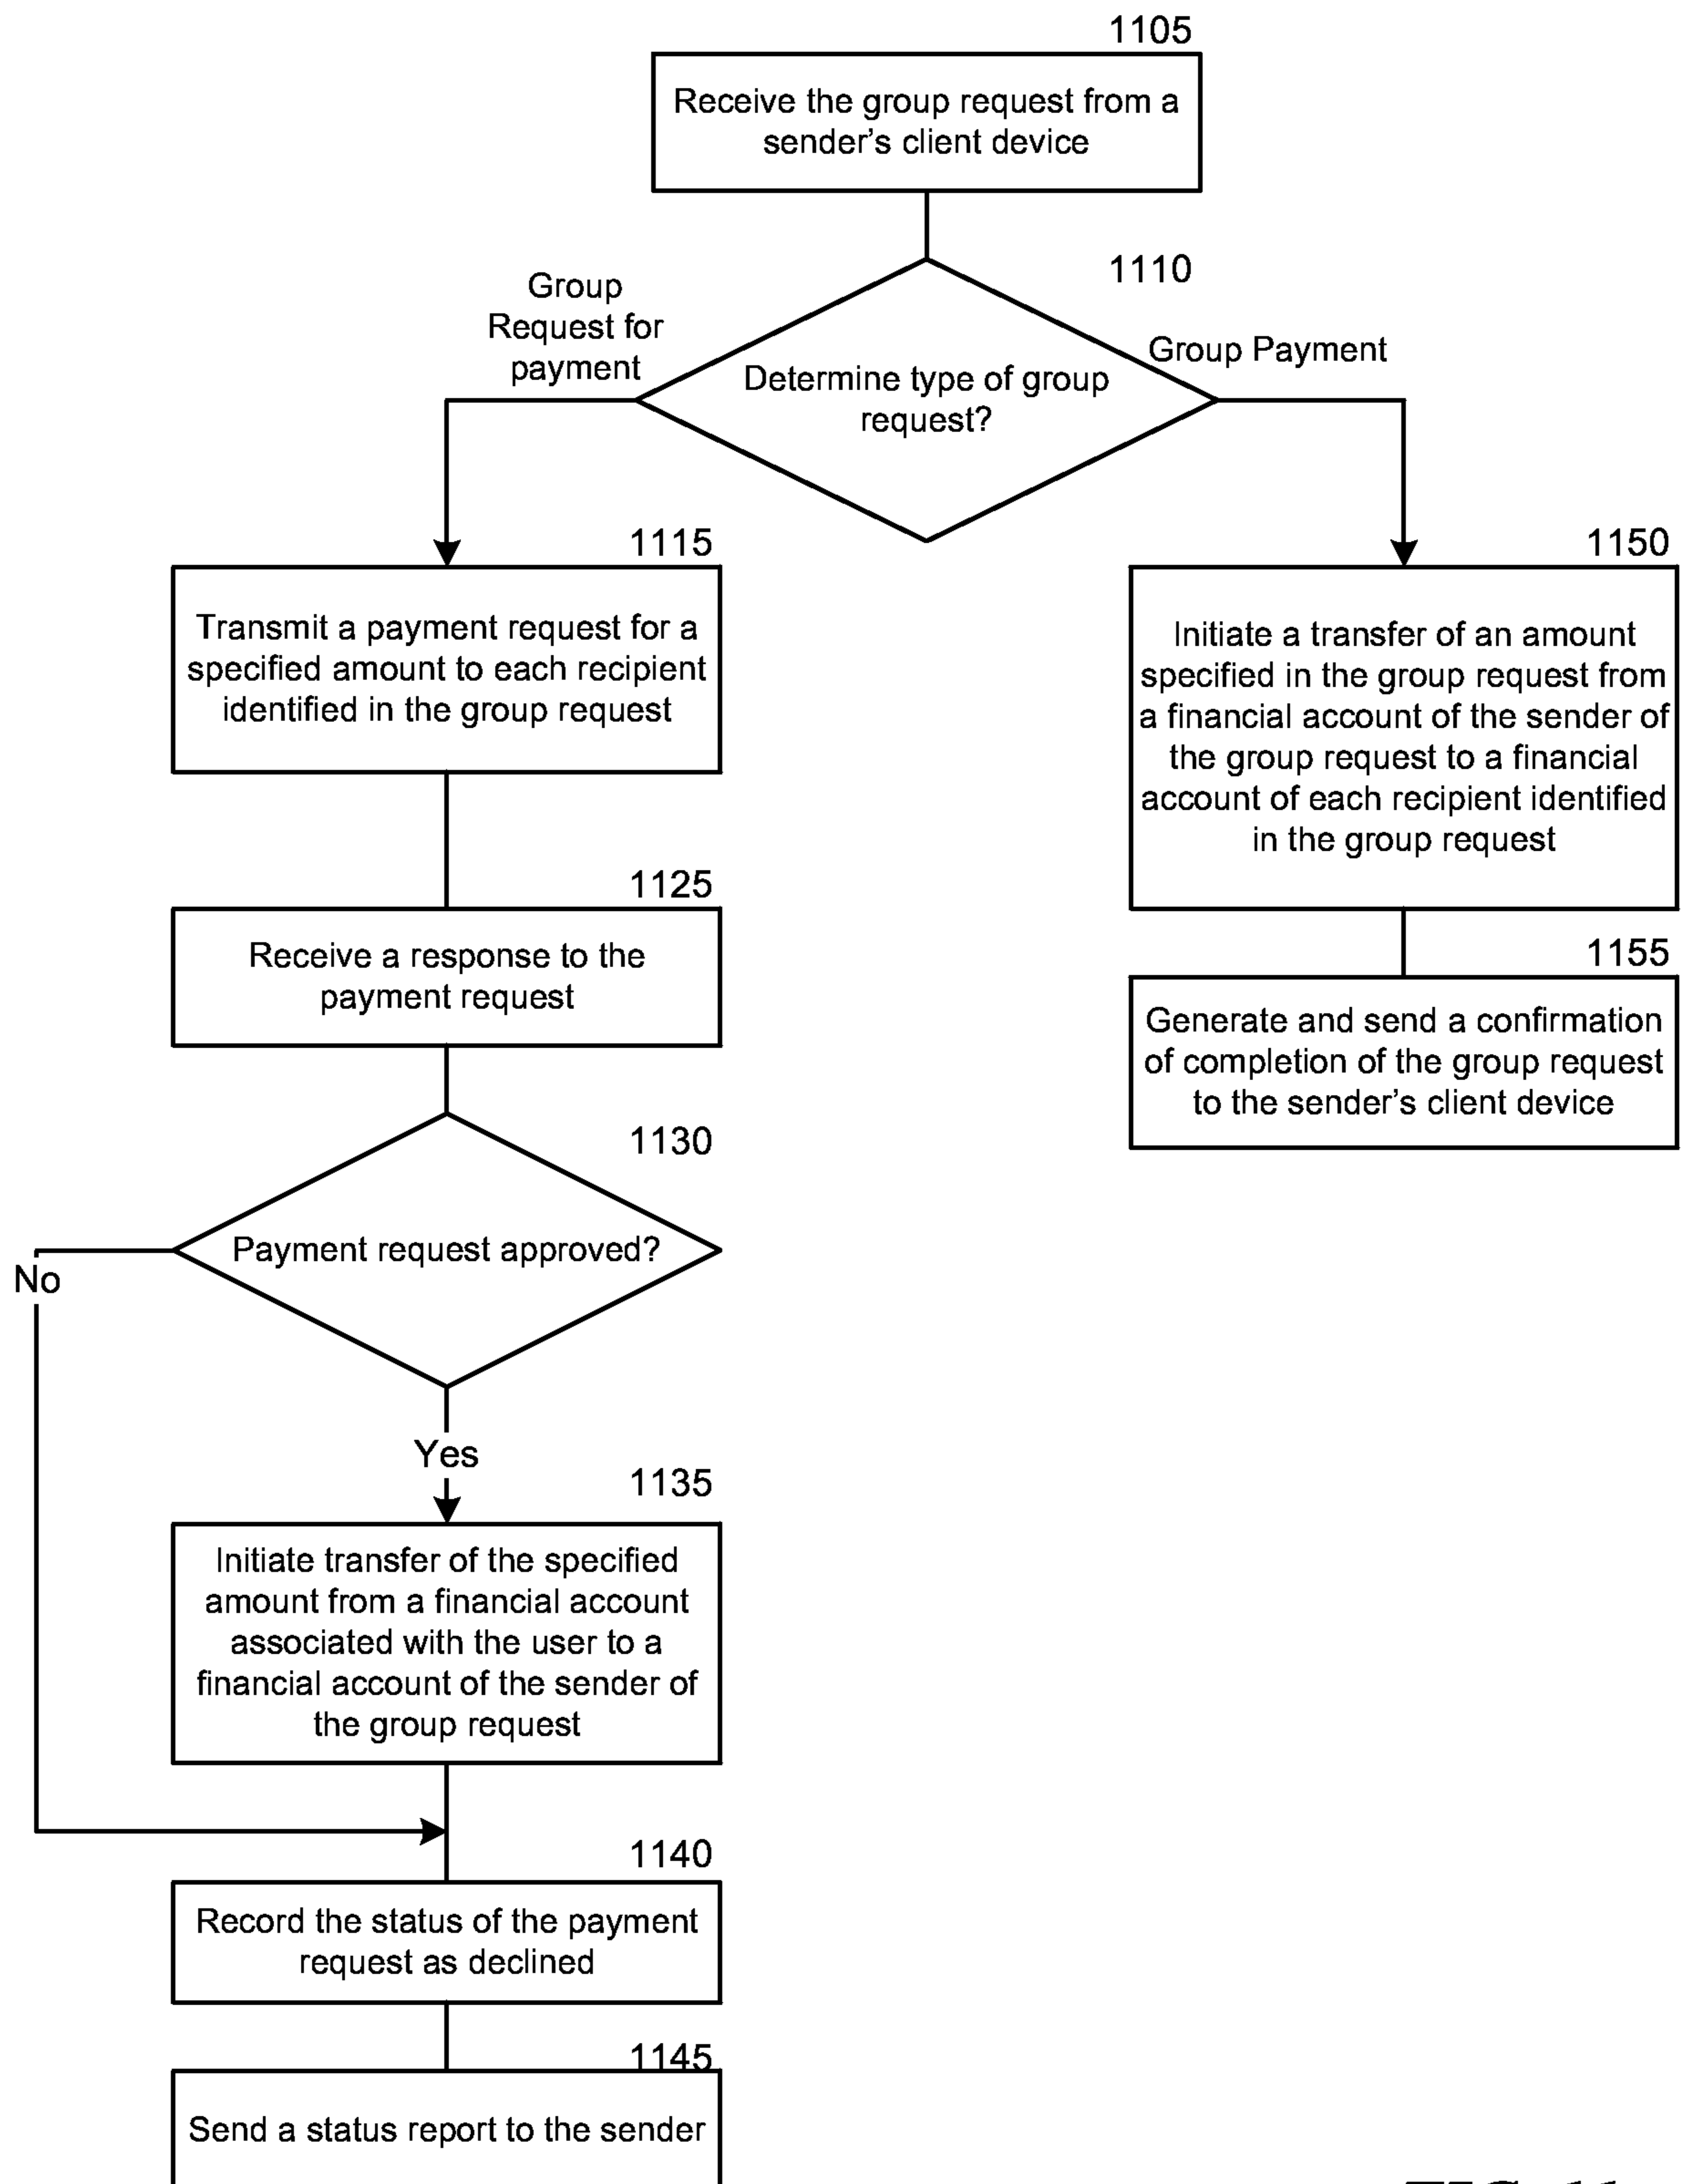 1105
Receive the group request from a
sender's client device
1110
Group
Request for
payment
Group Payment
Determine type of group
request?
1115
Transmit a payment request for a
specified amount to each recipient
identified in the group request
1150
Initiate a transfer of an amount
specified in the group request from
a financial account of the sender of
the group request to a financial
account of each recipient identified
in the group request
1125
Receive a response to the
payment request
1155
Generate and send a confirmation
of completion of the group request
to the sender's client device
1130
Payment request approved?
No
Yes
1135
Initiate transfer of the specified
amount from a financial account
associated with the user to a
financial account of the sender of
the group request
1140
Record the status of the payment
request as declined
1145
Send a status report to the sender